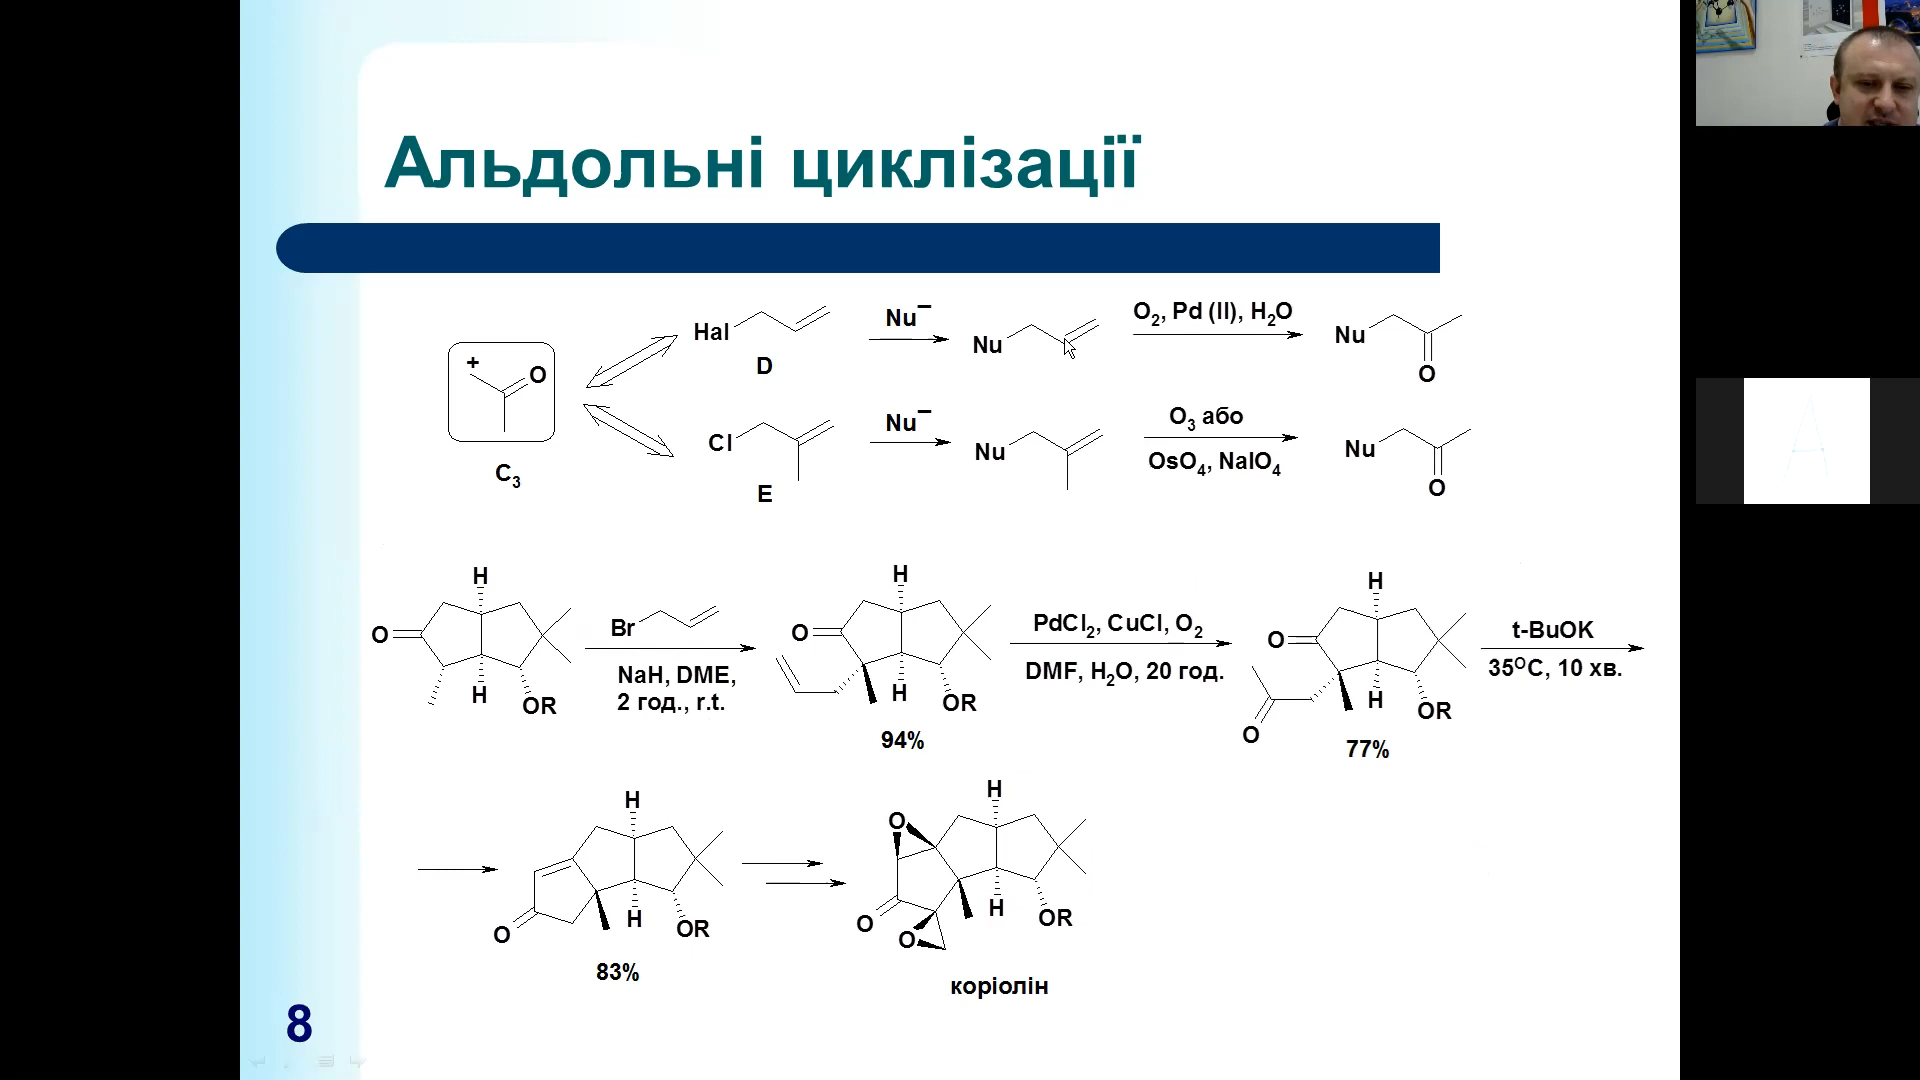 Альдольні циклізації
Hal
D
Nu⁻
Nu
O₂, Pd (II), H₂O
Nu
O
+
O
C₃
Cl
E
Nu⁻
Nu
O₃ або
OsO₄, NaIO₄
Nu
O
O
H
H
OR
Br
NaH, DME,
2 год., r.t.
O
H
H
OR
94%
PdCl₂, CuCl, O₂
DMF, H₂O, 20 год.
O
H
H
O
OR
77%
t-BuOK
35ᴼC, 10 хв.
H
H
O
OR
83%
O
H
H
O
O
OR
коріолін
8